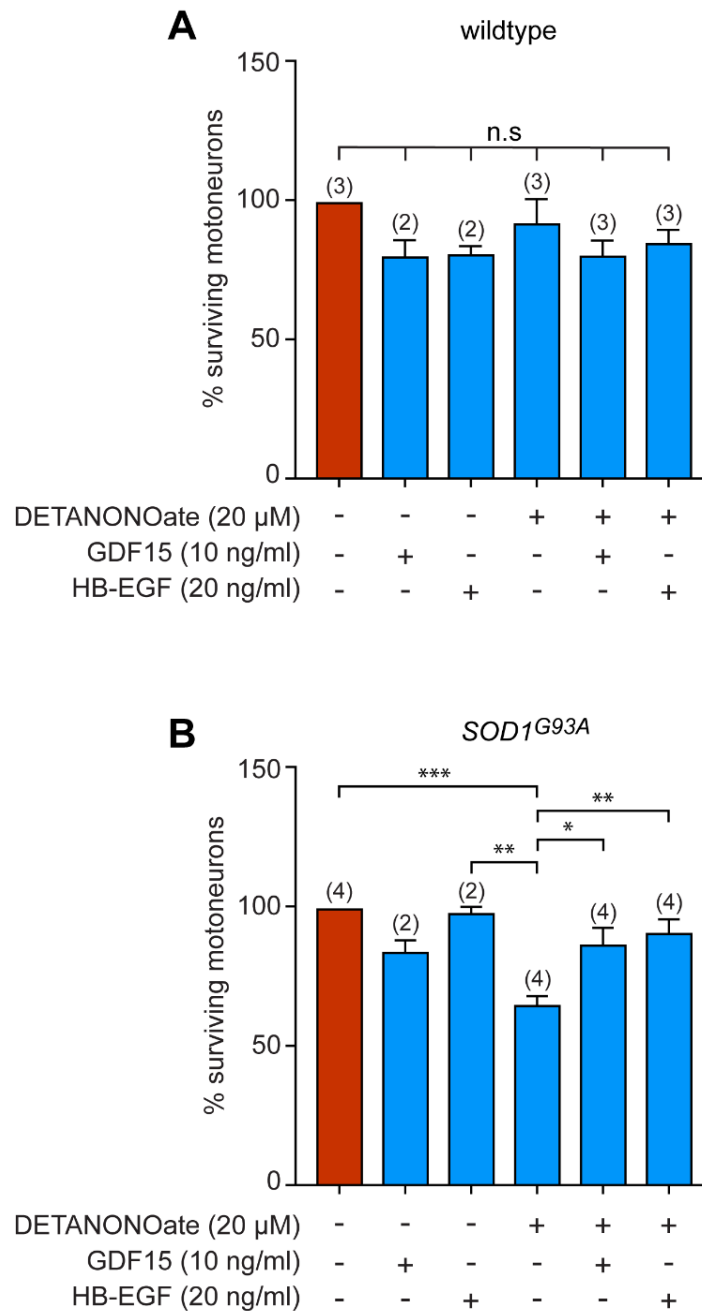 A
wildtype
150
n.s
(3)
(2)
(2)
(3)
(3)
(3)
100
50
0
% surviving motoneurons
DETANONOate (20 µM) - - - + + +
GDF15 (10 ng/ml) - + - - + -
HB-EGF (20 ng/ml) - - + - - +
B
SOD1G93A
150
***
**
*
**
(4)
(2)
(2)
(4)
(4)
(4)
100
50
0
% surviving motoneurons
DETANONOate (20 µM) - - - + + +
GDF15 (10 ng/ml) - + - - + -
HB-EGF (20 ng/ml) - - + - - +